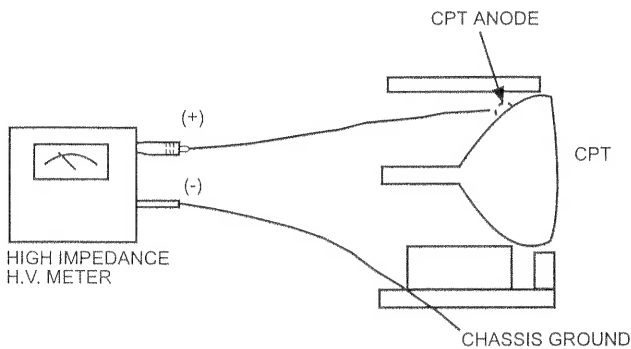 CPT ANODE
(+)
CPT
(-)
HIGH IMPEDANCE
H.V. METER
CHASSIS GROUND